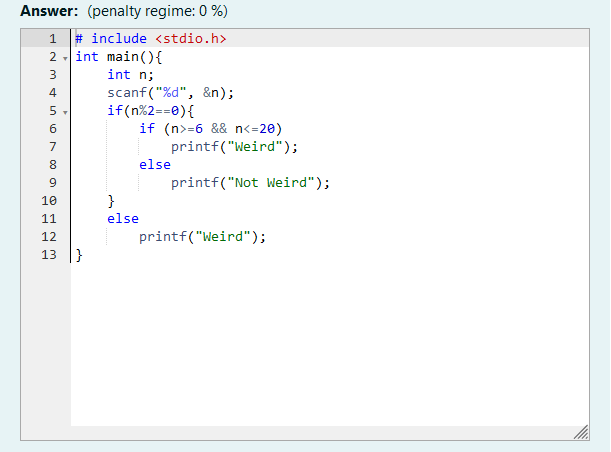 Answer: (penalty regime: 0 %)
1 # include <stdio.h>
2 int main(){
3 int n;
4 scanf("%d", &n);
5 if(n%2==0){
6 if (n>=6 && n<=20)
7 printf("Weird");
8 else
9 printf("Not Weird");
10 }
11 else
12 printf("Weird");
13 }